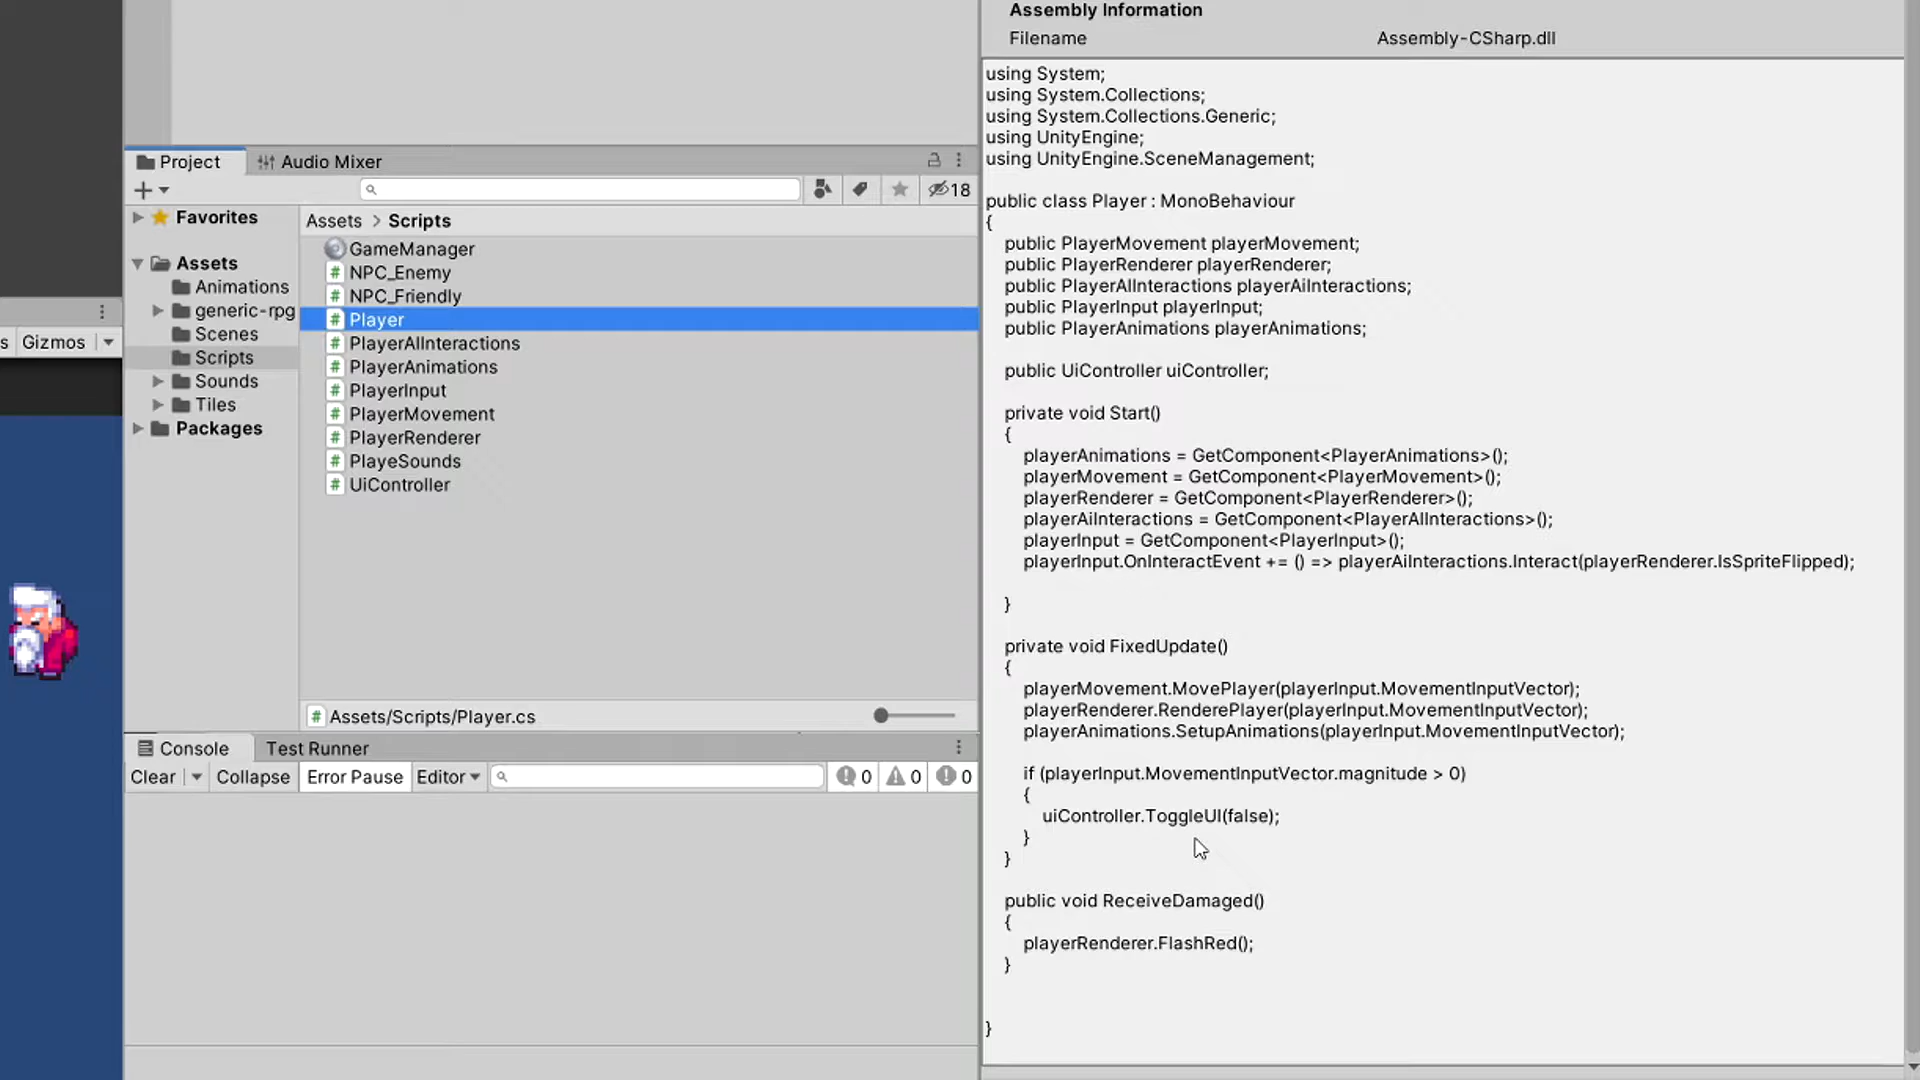 Assembly Information
Filename Assembly-CSharp.dll
Project Audio Mixer
18
Favorites
Assets
Animations
generic-rpg
Scenes
Scripts
Sounds
Tiles
Packages
Assets > Scripts
GameManager
NPC_Enemy
NPC_Friendly
Player
PlayerAIInteractions
PlayerAnimations
PlayerInput
PlayerMovement
PlayerRenderer
PlayeSounds
UiController
Assets/Scripts/Player.cs
s Gizmos
Console Test Runner
Clear Collapse Error Pause Editor 0 0 0
using System;
using System.Collections;
using System.Collections.Generic;
using UnityEngine;
using UnityEngine.SceneManagement;
public class Player : MonoBehaviour
{
public PlayerMovement playerMovement;
public PlayerRenderer playerRenderer;
public PlayerAIInteractions playerAiInteractions;
public PlayerInput playerInput;
public PlayerAnimations playerAnimations;
public UiController uiController;
private void Start()
{
playerAnimations = GetComponent<PlayerAnimations>();
playerMovement = GetComponent<PlayerMovement>();
playerRenderer = GetComponent<PlayerRenderer>();
playerAiInteractions = GetComponent<PlayerAIInteractions>();
playerInput = GetComponent<PlayerInput>();
playerInput.OnInteractEvent += () => playerAiInteractions.Interact(playerRenderer.IsSpriteFlipped);
}
private void FixedUpdate()
{
playerMovement.MovePlayer(playerInput.MovementInputVector);
playerRenderer.RenderePlayer(playerInput.MovementInputVector);
playerAnimations.SetupAnimations(playerInput.MovementInputVector);
if (playerInput.MovementInputVector.magnitude > 0)
{
uiController.ToggleUI(false);
}
}
public void ReceiveDamaged()
{
playerRenderer.FlashRed();
}
}